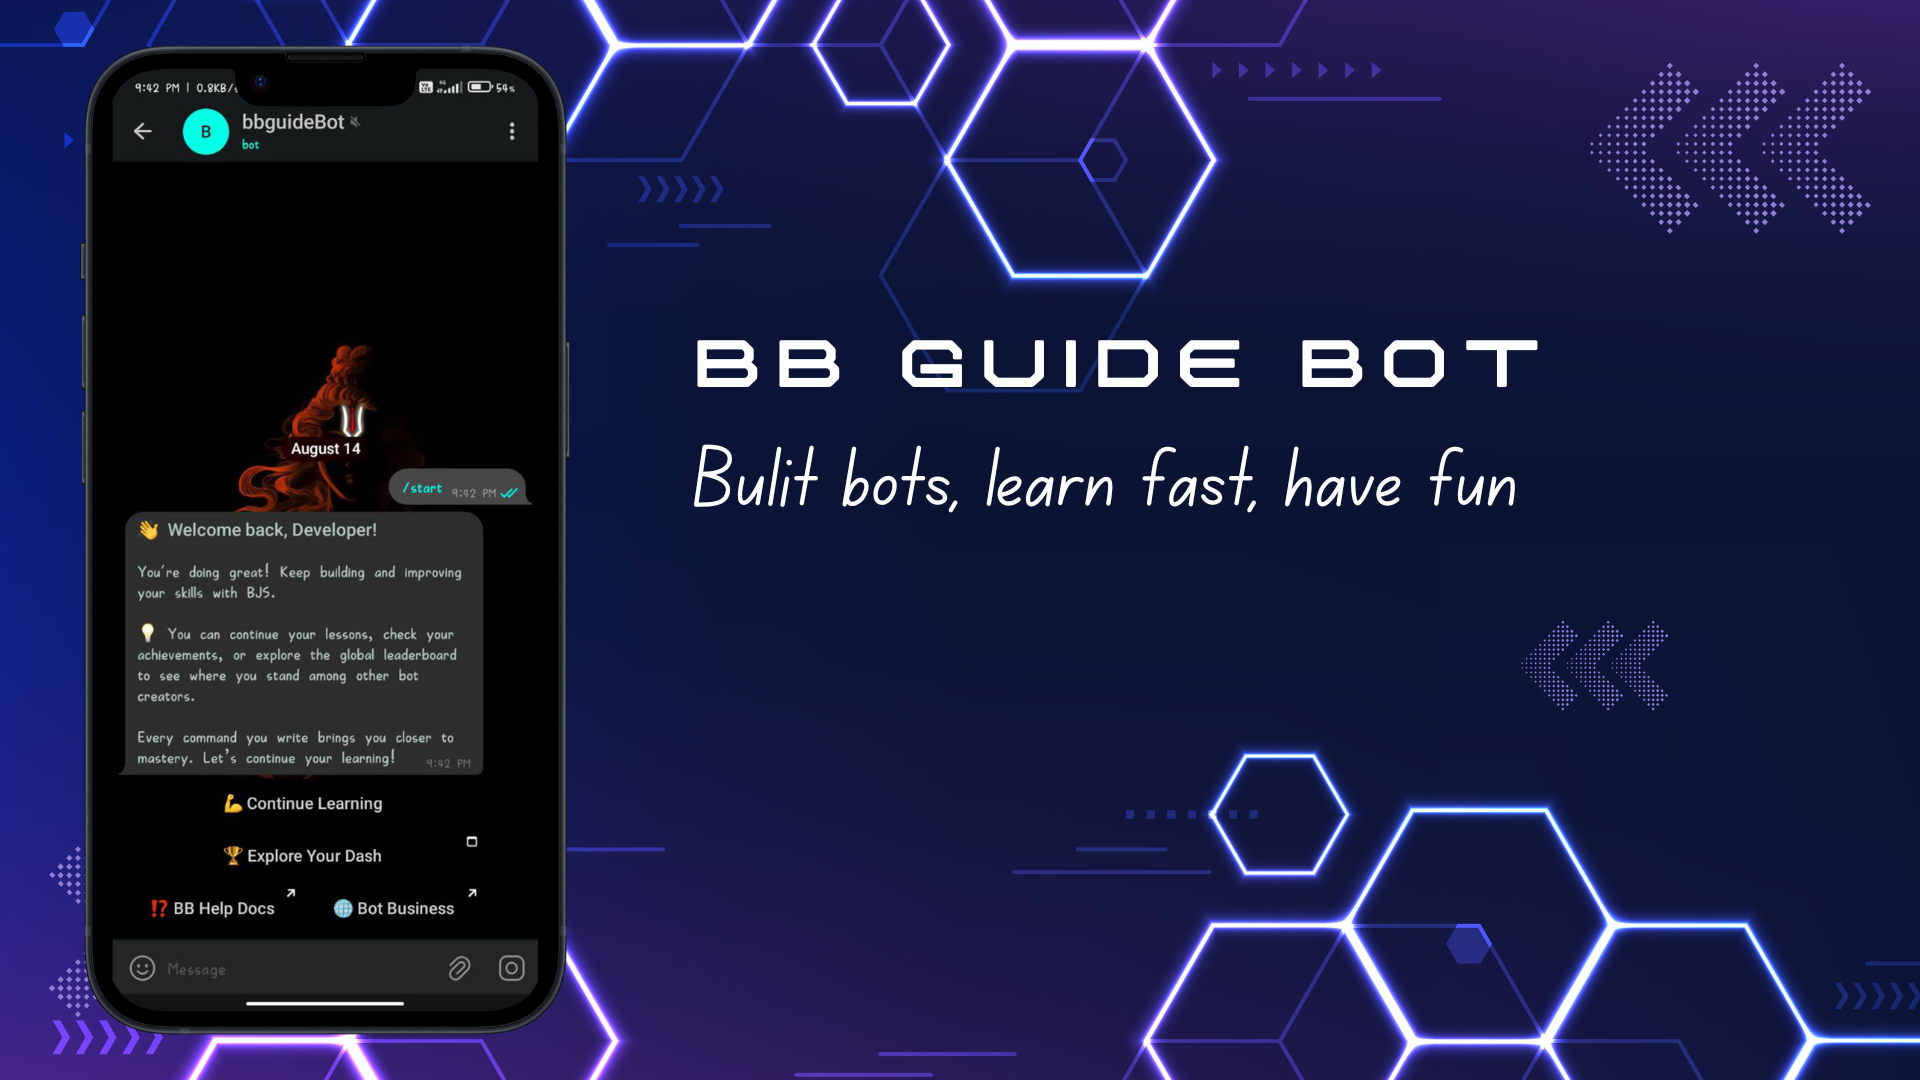 9:42 PM | 0.8KB/s
54%
B
bbguideBot
bot
August 14
/start 9:42 PM
👋 Welcome back, Developer!
You're doing great! Keep building and improving
your skills with BJS.
💡 You can continue your lessons, check your
achievements, or explore the global leaderboard
to see where you stand among other bot
creators.
Every command you write brings you closer to
mastery. Let's continue your learning!
9:42 PM
💪 Continue Learning
🏆 Explore Your Dash
⁉️ BB Help Docs
🌐 Bot Business
Message
BB GUIDE BOT
Bulit bots, learn fast, have fun